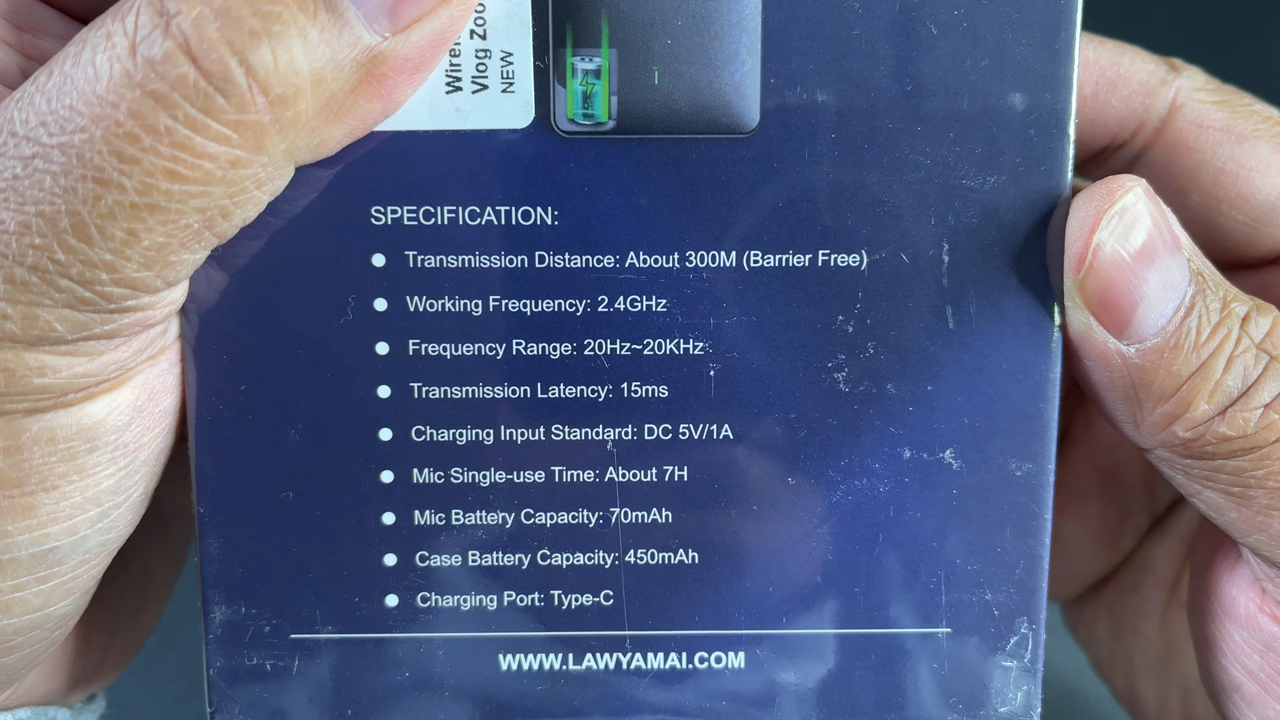 Vlog
NEW
SPECIFICATION:
Transmission Distance: About 300M (Barrier Free)
Working Frequency: 2.4GHz
Frequency Range: 20Hz~20KHz
Transmission Latency: 15ms
Charging Input Standard: DC 5V/1A
Mic Single-use Time: About 7H
Mic Battery Capacity: 70mAh
Case Battery Capacity: 450mAh
Charging Port: Type-C
WWW.LAWYAMAI.COM